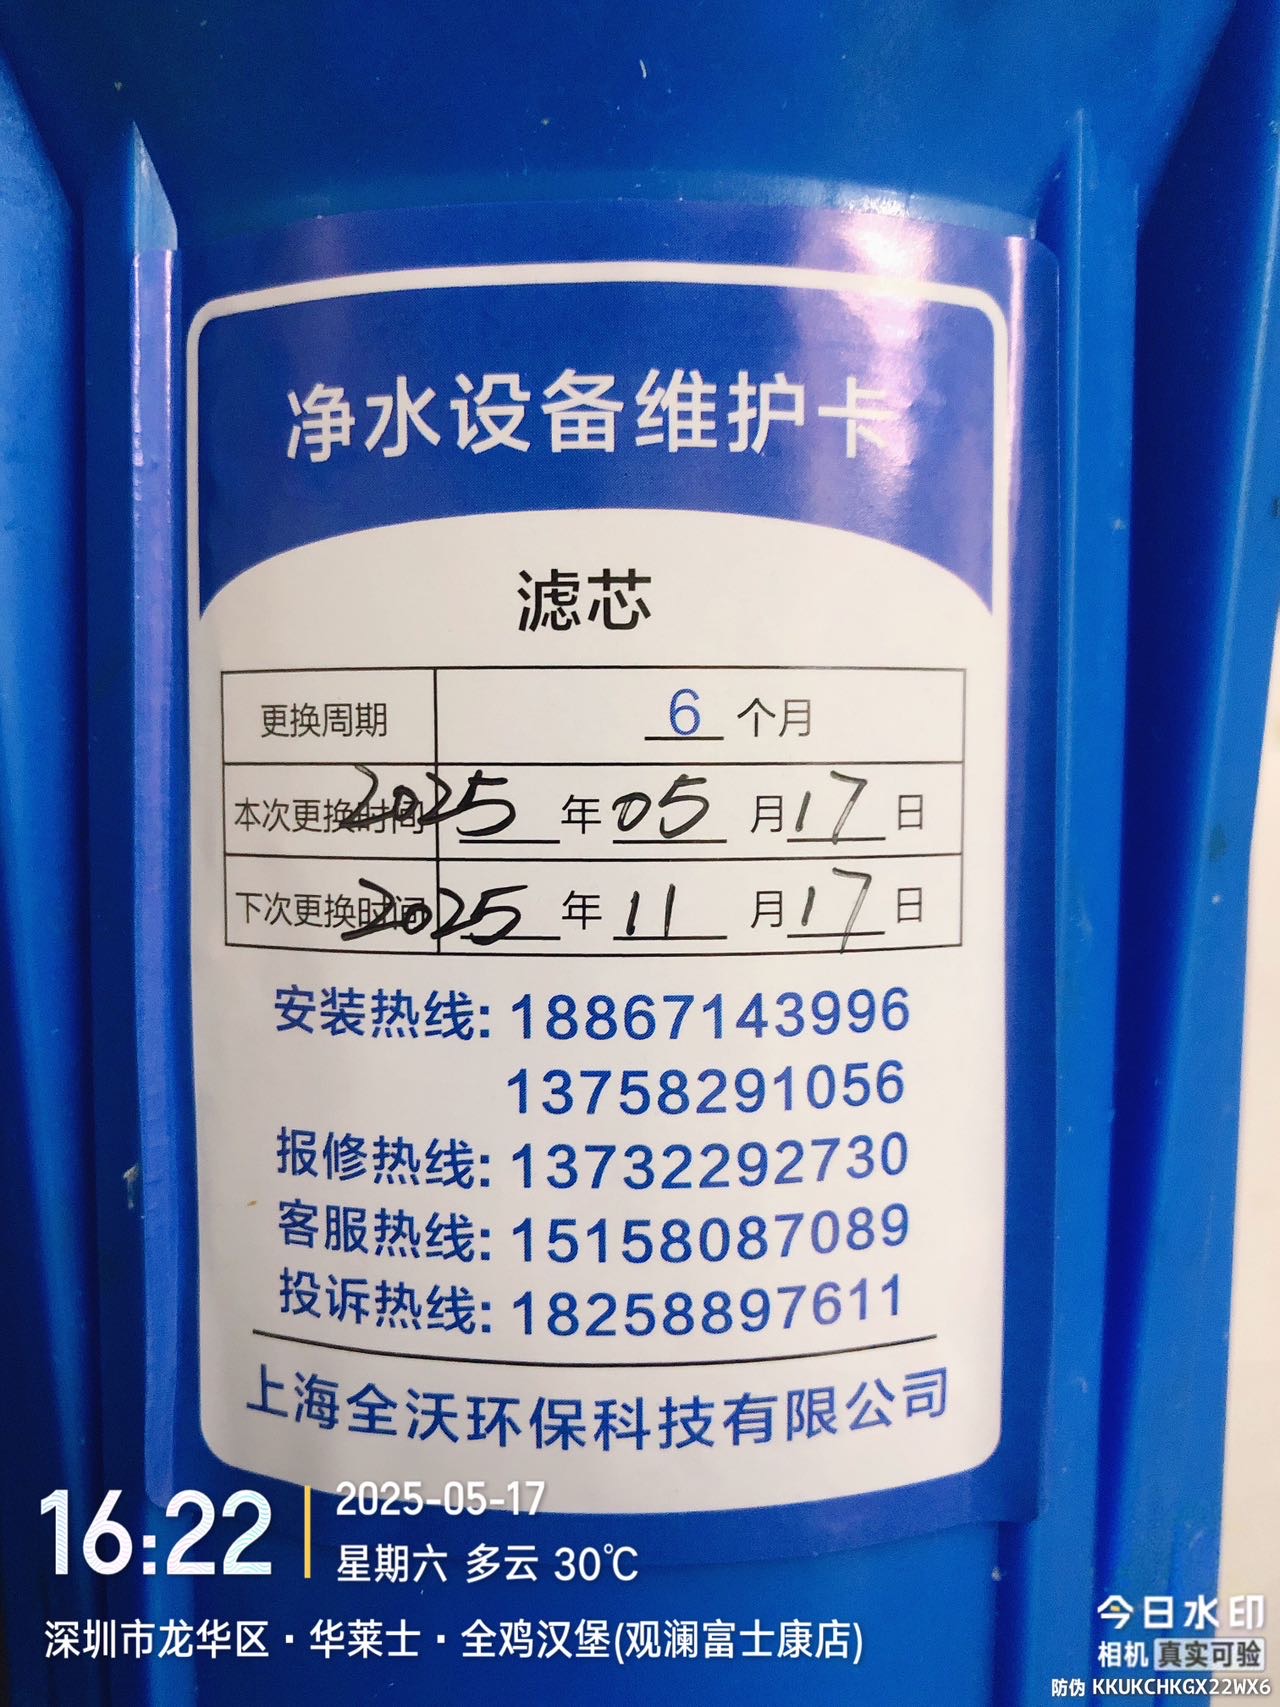 净水设备维护卡
滤芯
更换周期 6 个月
本次更换时间 2025 年 05 月 17 日
下次更换时间 2025 年 11 月 17 日
安装热线: 18867143996
13758291056
报修热线: 13732292730
客服热线: 15158087089
投诉热线: 18258897611
上海全沃环保科技有限公司
16:22
2025-05-17
星期六 多云 30℃
深圳市龙华区·华莱士·全鸡汉堡(观澜富士康店)
今日水印
相机 真实可验
防伪 KKUKCHKGX22WX6